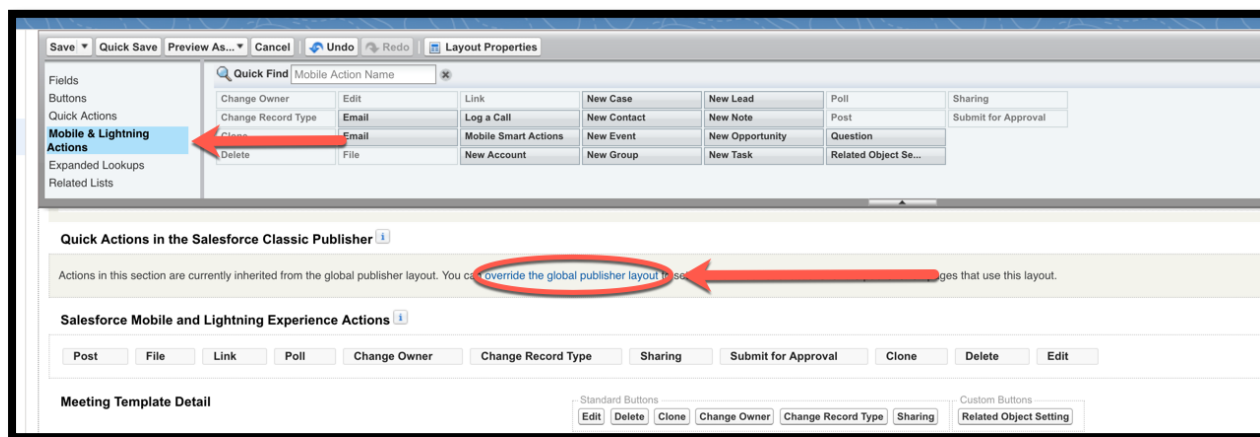 Save Quick Save Preview As... Cancel Undo Redo Layout Properties
Fields
Buttons
Quick Actions
Mobile & Lightning
Actions
Expanded Lookups
Related Lists
Quick Find Mobile Action Name
Change Owner Edit Link New Case New Lead Poll Sharing
Change Record Type Email Log a Call New Contact New Note Post Submit for Approval
Clone Email Mobile Smart Actions New Event New Opportunity Question
Delete File New Account New Group New Task Related Object Se...
Quick Actions in the Salesforce Classic Publisher
Actions in this section are currently inherited from the global publisher layout. You can override the global publisher layout that use this layout.
Salesforce Mobile and Lightning Experience Actions
Post File Link Poll Change Owner Change Record Type Sharing Submit for Approval Clone Delete Edit
Meeting Template Detail
Standard Buttons
Edit Delete Clone Change Owner Change Record Type Sharing
Custom Buttons
Related Object Setting